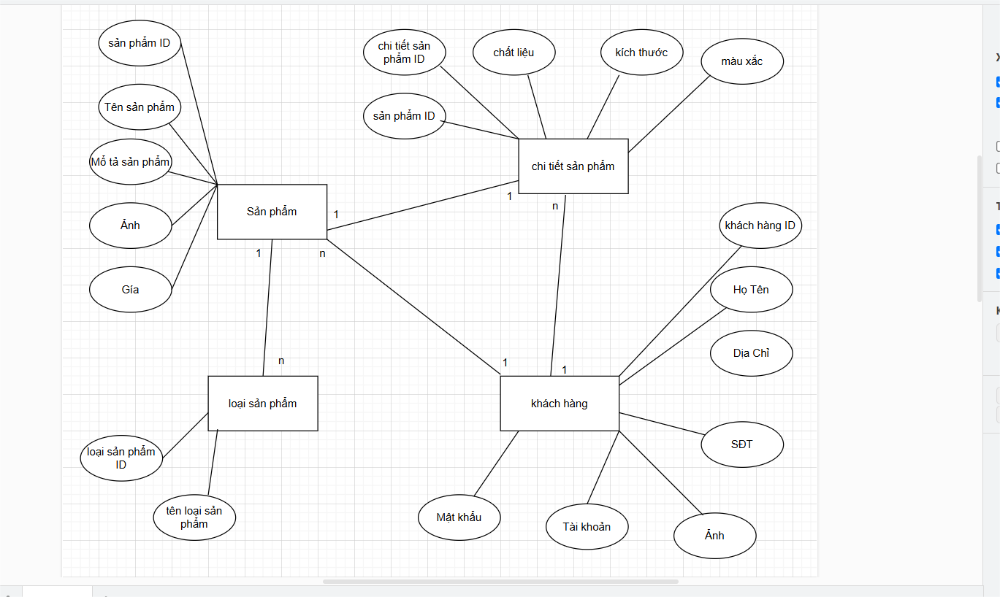 sản phẩm ID
Tên sản phẩm
Mổ tả sản phẩm
Ảnh
Gía
Sản phẩm
1
1
n
chi tiết sản
phẩm ID
chất liệu
kích thước
màu xắc
sản phẩm ID
chi tiết sản phẩm
1
n
khách hàng ID
Họ Tên
Dịa Chỉ
n
1
1
loại sản phẩm
khách hàng
loại sản phẩm
ID
tên loại sản
phẩm
SĐT
Mật khẩu
Tài khoản
Ảnh